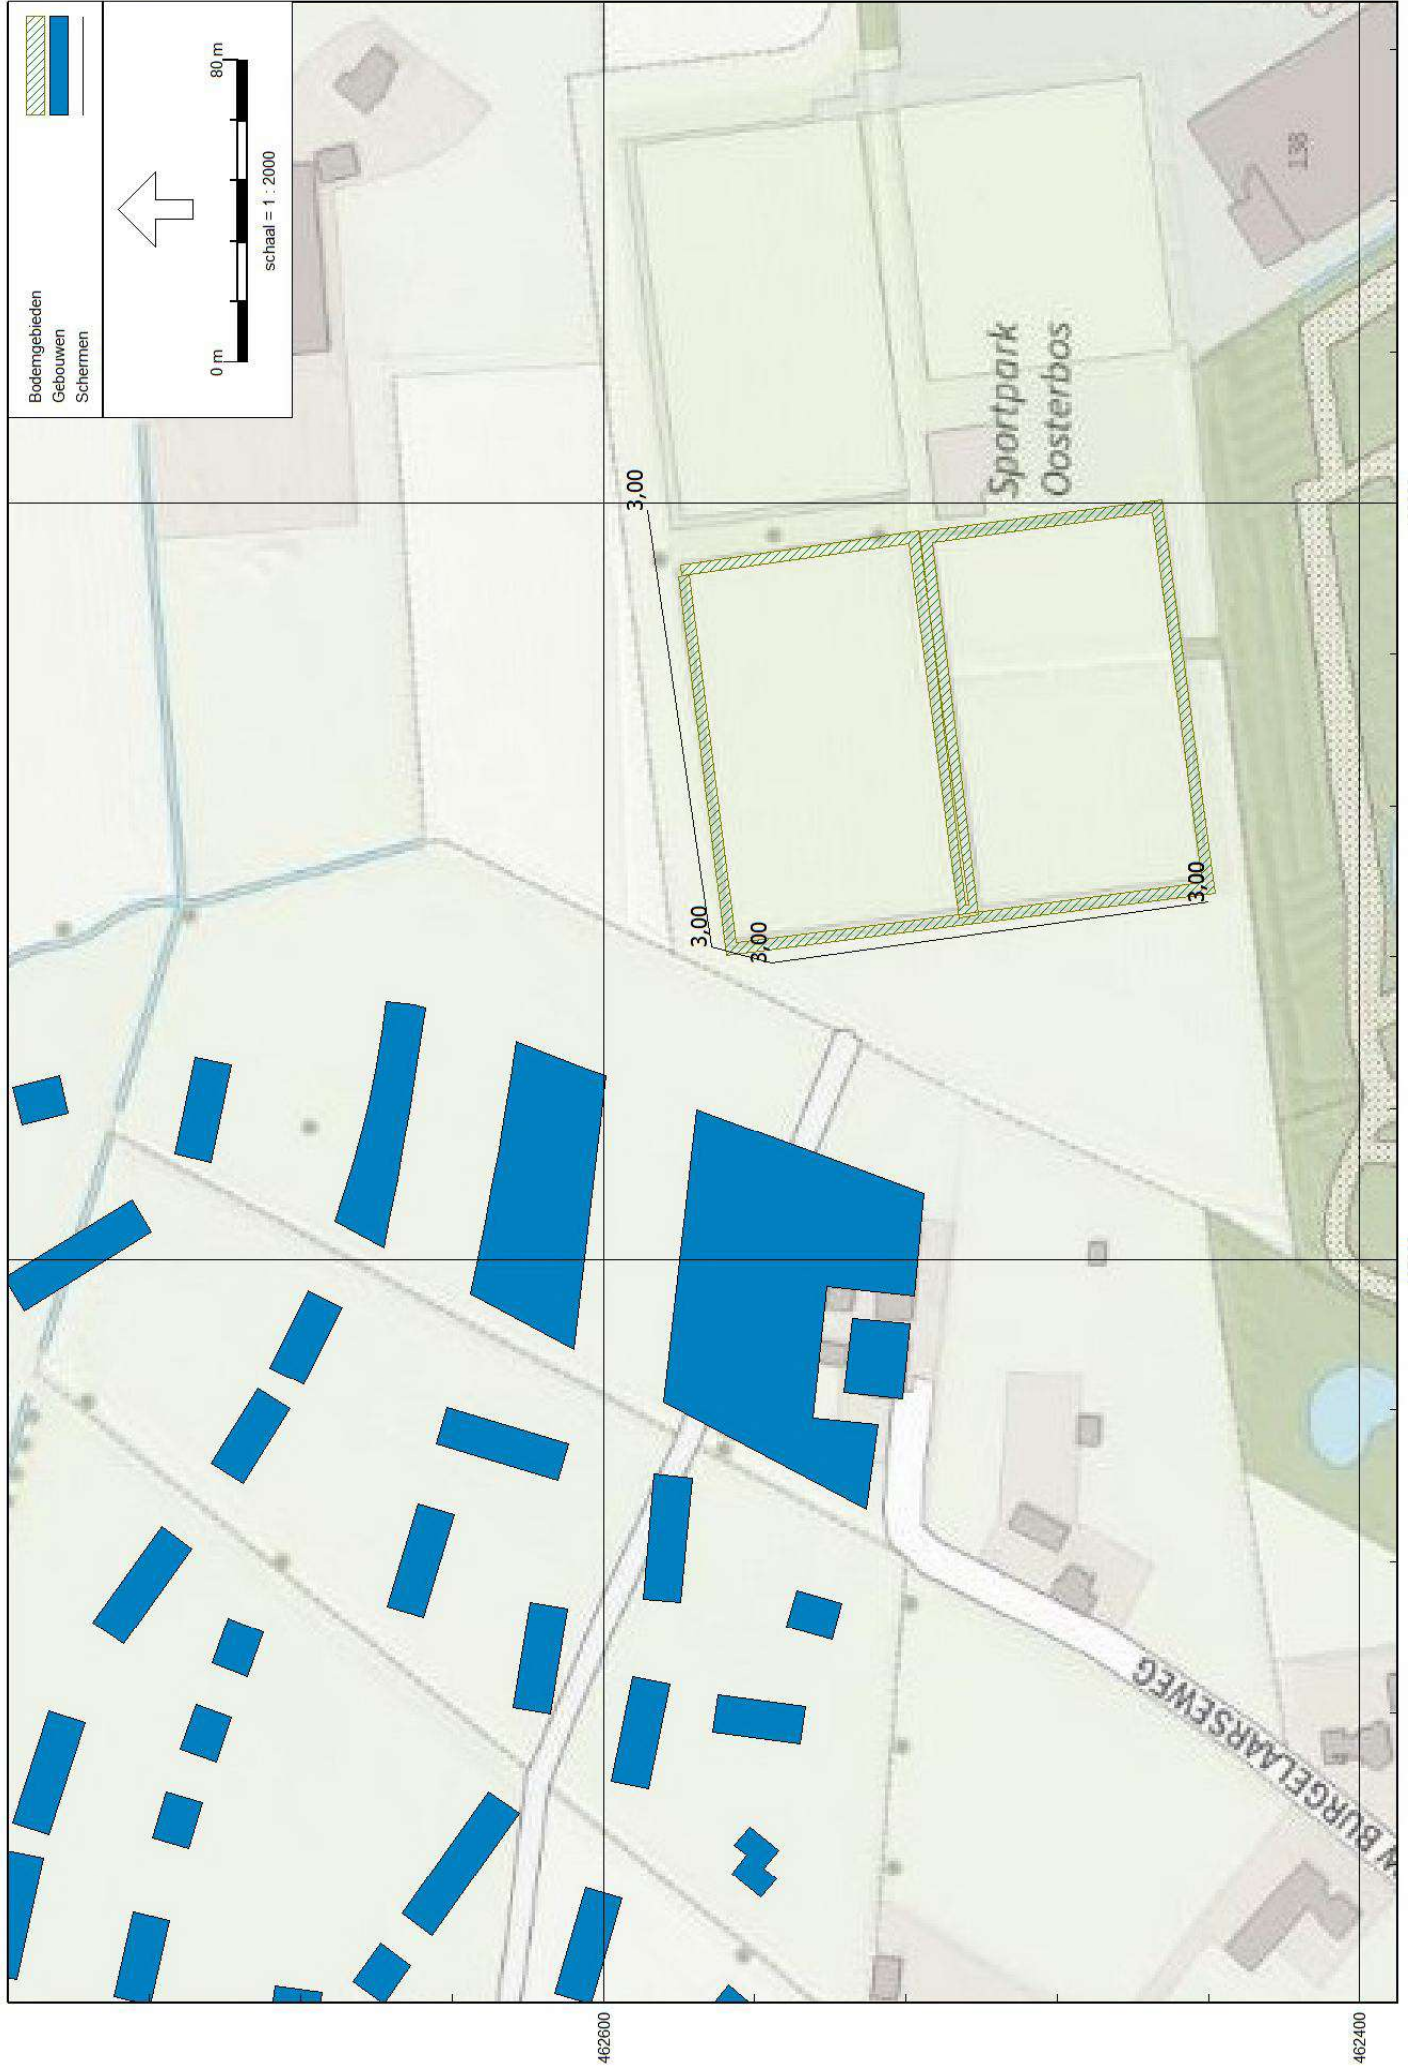 Bodemgebieden
Gebouwen
Schermen
0 m
80 m
schaal = 1 : 2000
138
Sportpark
Oosterbos
3,00
3,00
3,00
3,00
BURGELAARSEWEG
462600
462400